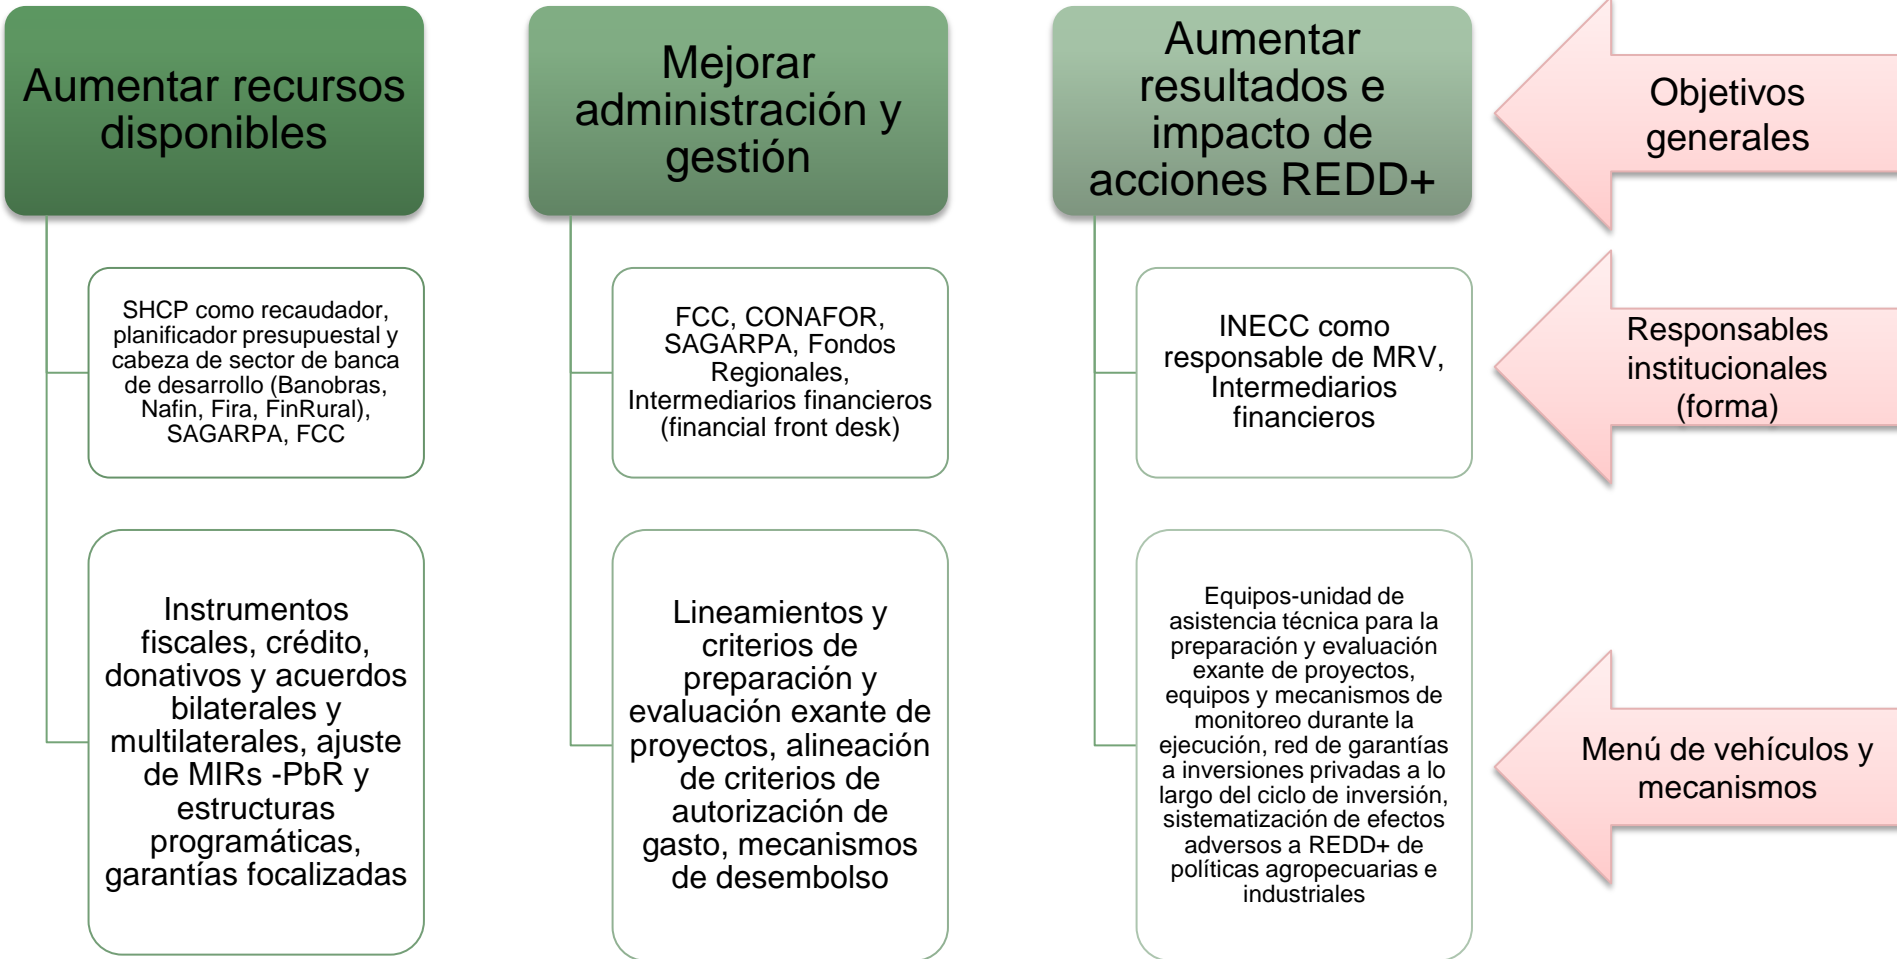 Aumentar recursos
disponibles
Mejorar
administración y
gestión
Aumentar
resultados e
impacto de
acciones REDD+
Objetivos
generales
SHCP como recaudador,
planificador presupuestal y
cabeza de sector de banca
de desarrollo (Banobras,
Nafin, Fira, FinRural),
SAGARPA, FCC
FCC, CONAFOR,
SAGARPA, Fondos
Regionales,
Intermediarios financieros
(financial front desk)
INECC como
responsable de MRV,
Intermediarios
financieros
Responsables
institucionales
(forma)
Instrumentos
fiscales, crédito,
donativos y acuerdos
bilaterales y
multilaterales, ajuste
de MIRs -PbR y
estructuras
programáticas,
garantías focalizadas
Lineamientos y
criterios de
preparación y
evaluación exante de
proyectos, alineación
de criterios de
autorización de
gasto, mecanismos
de desembolso
Equipos-unidad de
asistencia técnica para la
preparación y evaluación
exante de proyectos,
equipos y mecanismos de
monitoreo durante la
ejecución, red de garantías
a inversiones privadas a lo
largo del ciclo de inversión,
sistematización de efectos
adversos a REDD+ de
políticas agropecuarias e
industriales
Menú de vehículos y
mecanismos